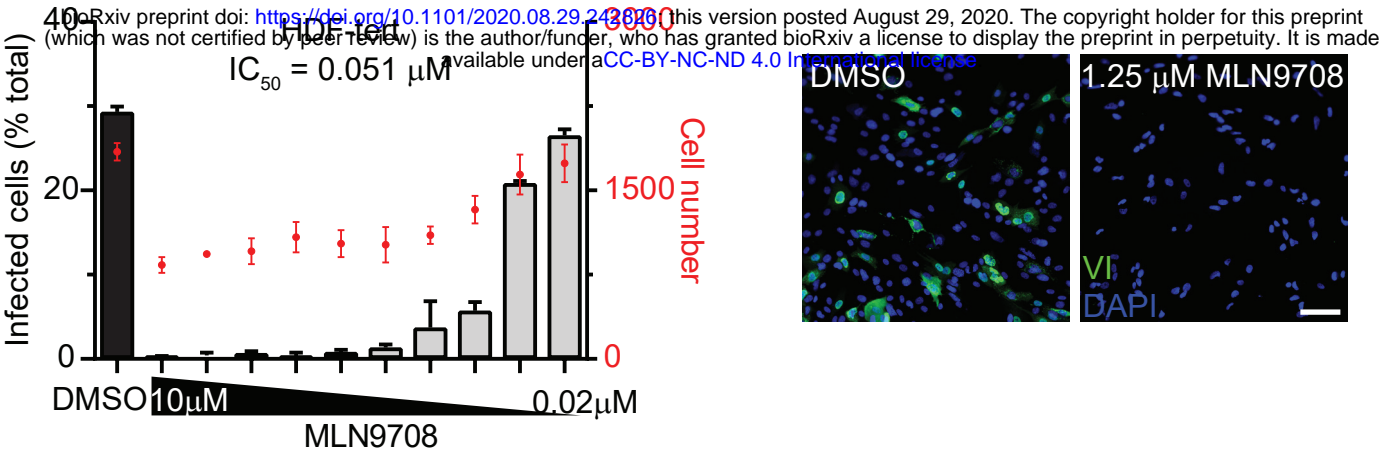 bioRxiv preprint doi: https://doi.org/10.1101/2020.08.29.242826; this version posted August 29, 2020. The copyright holder for this preprint
(which was not certified by peer review) is the author/funder, who has granted bioRxiv a license to display the preprint in perpetuity. It is made
available under aCC-BY-NC-ND 4.0 International license
HDF-tert
IC50 = 0.051 μM
Infected cells (% total)
40
20
0
3000
1500
0
Cell number
DMSO
10μM
0.02μM
MLN9708
DMSO
1.25 μM MLN9708
VI
DAPI